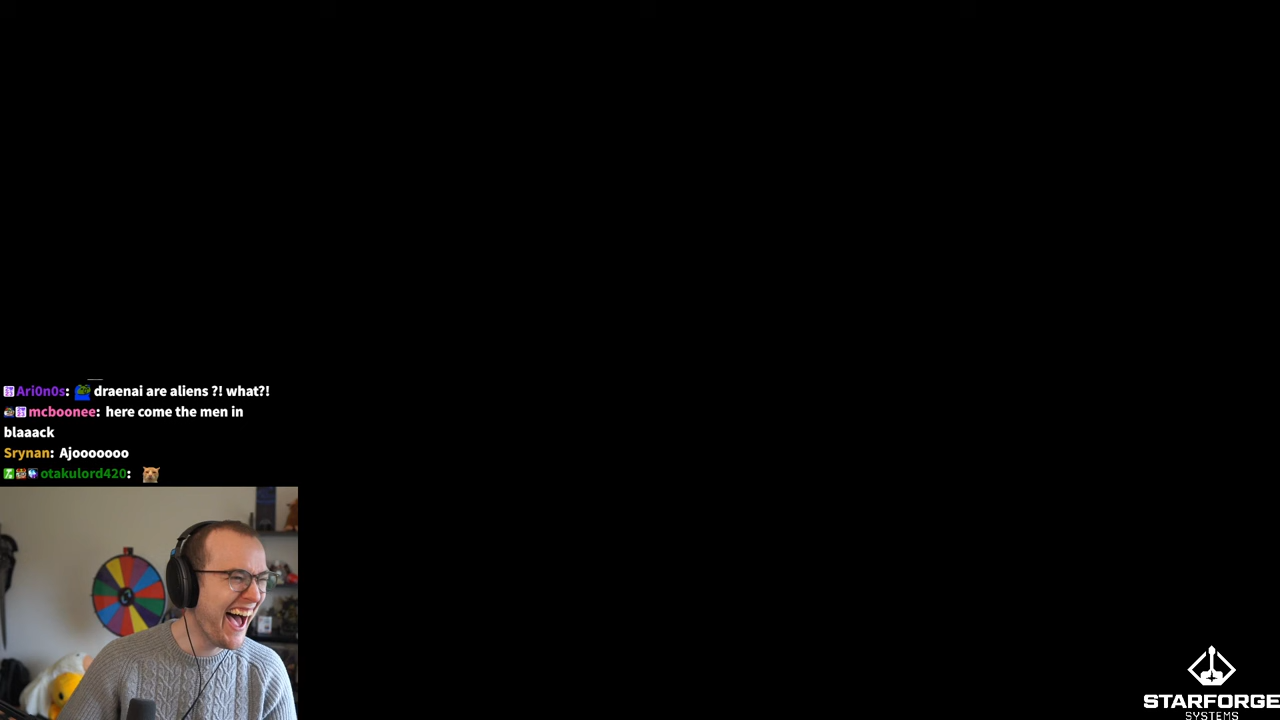 Ari0n0s: draenai are aliens ?! what?!
mcboonee: here come the men in
blaaack
Srynan: Ajooooooo
otakulord420:
STARFORGE
SYSTEMS